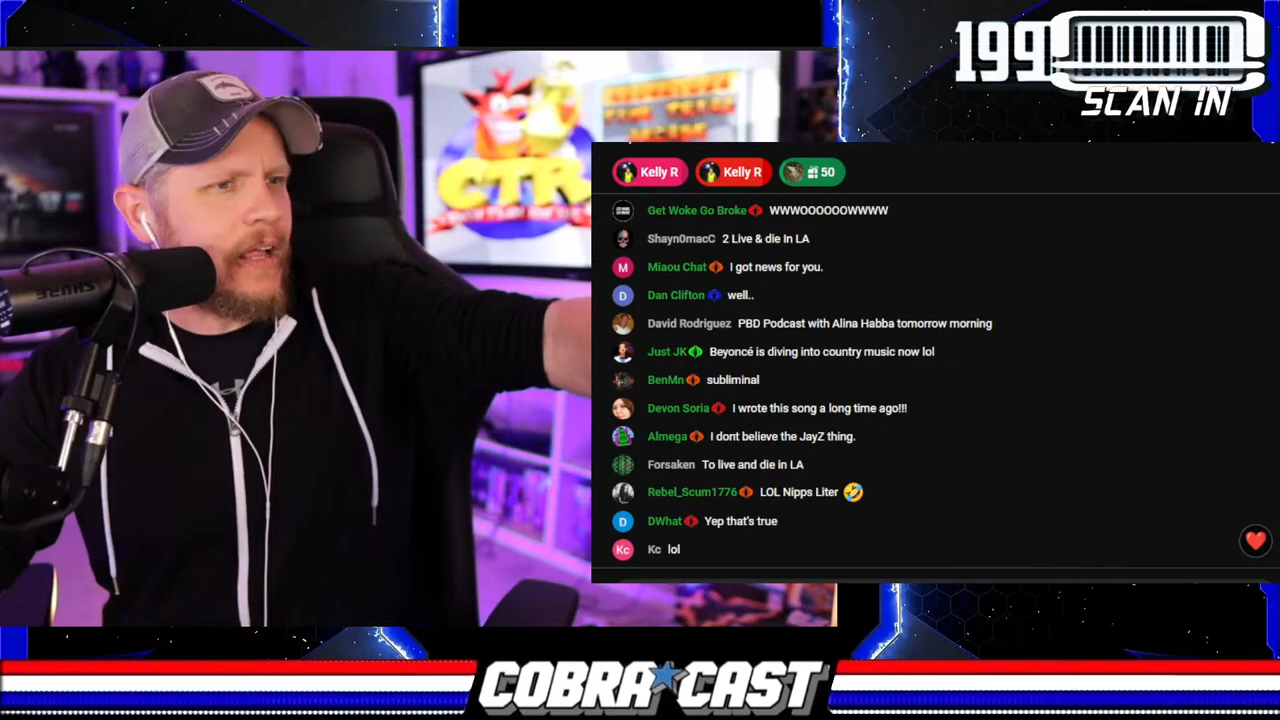 199
SCAN IN
CTR
SHURE
Kelly R
Kelly R
50
Get Woke Go Broke WWWOOOOOOWWWW
Shayn0macC 2 Live & die In LA
M Miaou Chat I got news for you.
D Dan Clifton well..
David Rodriguez PBD Podcast with Alina Habba tomorrow morning
Just JK Beyoncé is diving into country music now lol
BenMn subliminal
Devon Soria I wrote this song a long time ago!!!
Almega I dont believe the JayZ thing.
Forsaken To live and die in LA
Rebel_Scum1776 LOL Nipps Liter 🤣
D DWhat Yep that's true
Kc Kc lol
COBRA CAST